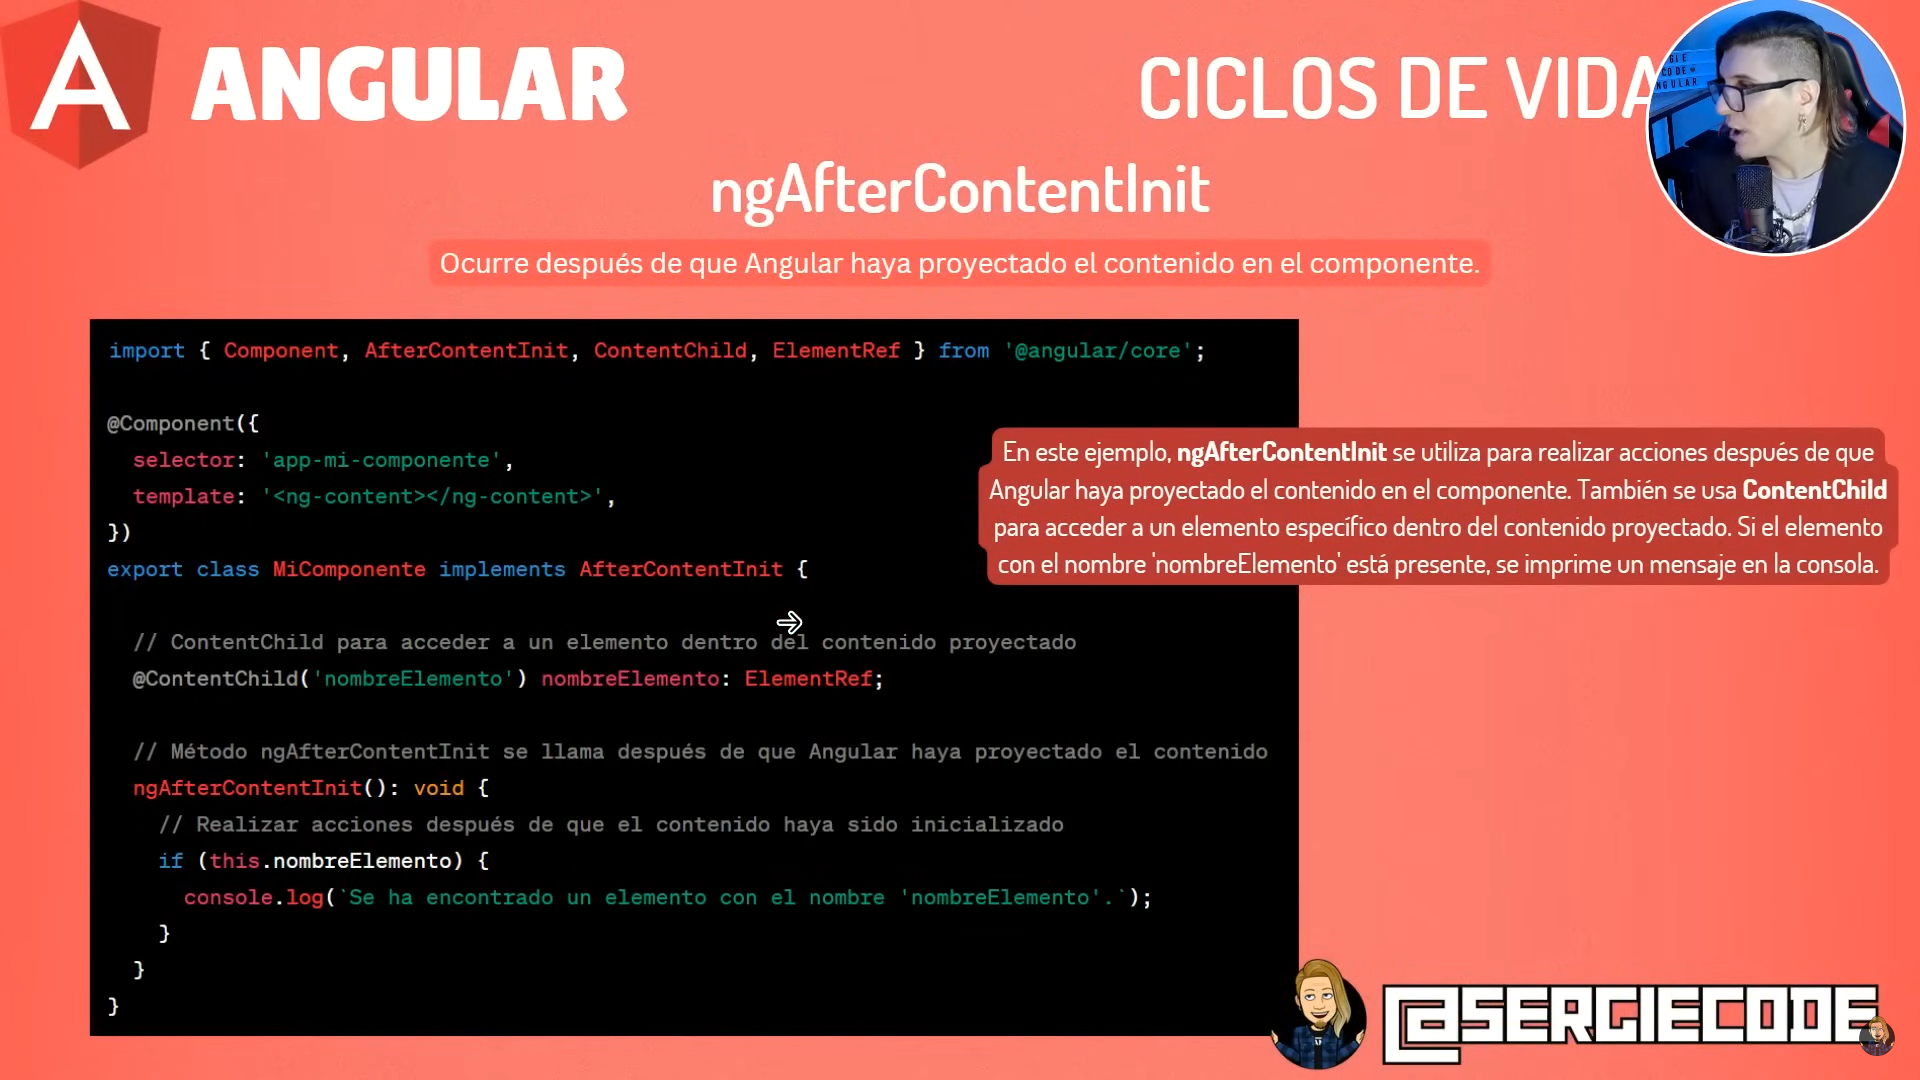 ANGULAR
CICLOS DE VIDA
ngAfterContentInit
Ocurre después de que Angular haya proyectado el contenido en el componente.
import { Component, AfterContentInit, ContentChild, ElementRef } from '@angular/core';
@Component({
selector: 'app-mi-componente',
template: '<ng-content></ng-content>',
})
export class MiComponente implements AfterContentInit {
// ContentChild para acceder a un elemento dentro del contenido proyectado
@ContentChild('nombreElemento') nombreElemento: ElementRef;
// Método ngAfterContentInit se llama después de que Angular haya proyectado el contenido
ngAfterContentInit(): void {
// Realizar acciones después de que el contenido haya sido inicializado
if (this.nombreElemento) {
console.log(`Se ha encontrado un elemento con el nombre 'nombreElemento'.`);
}
}
}
En este ejemplo, ngAfterContentInit se utiliza para realizar acciones después de que
Angular haya proyectado el contenido en el componente. También se usa ContentChild
para acceder a un elemento específico dentro del contenido proyectado. Si el elemento
con el nombre 'nombreElemento' está presente, se imprime un mensaje en la consola.
@SERGIECODE